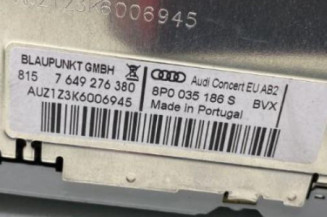 AUZ1Z3K6006945
BLAUPUNKT GMBH
815 7 649 276 380
AUZ1Z3K6006945
Audi Concert EU AB2
8P0 035 186 S BVX
Made in Portugal